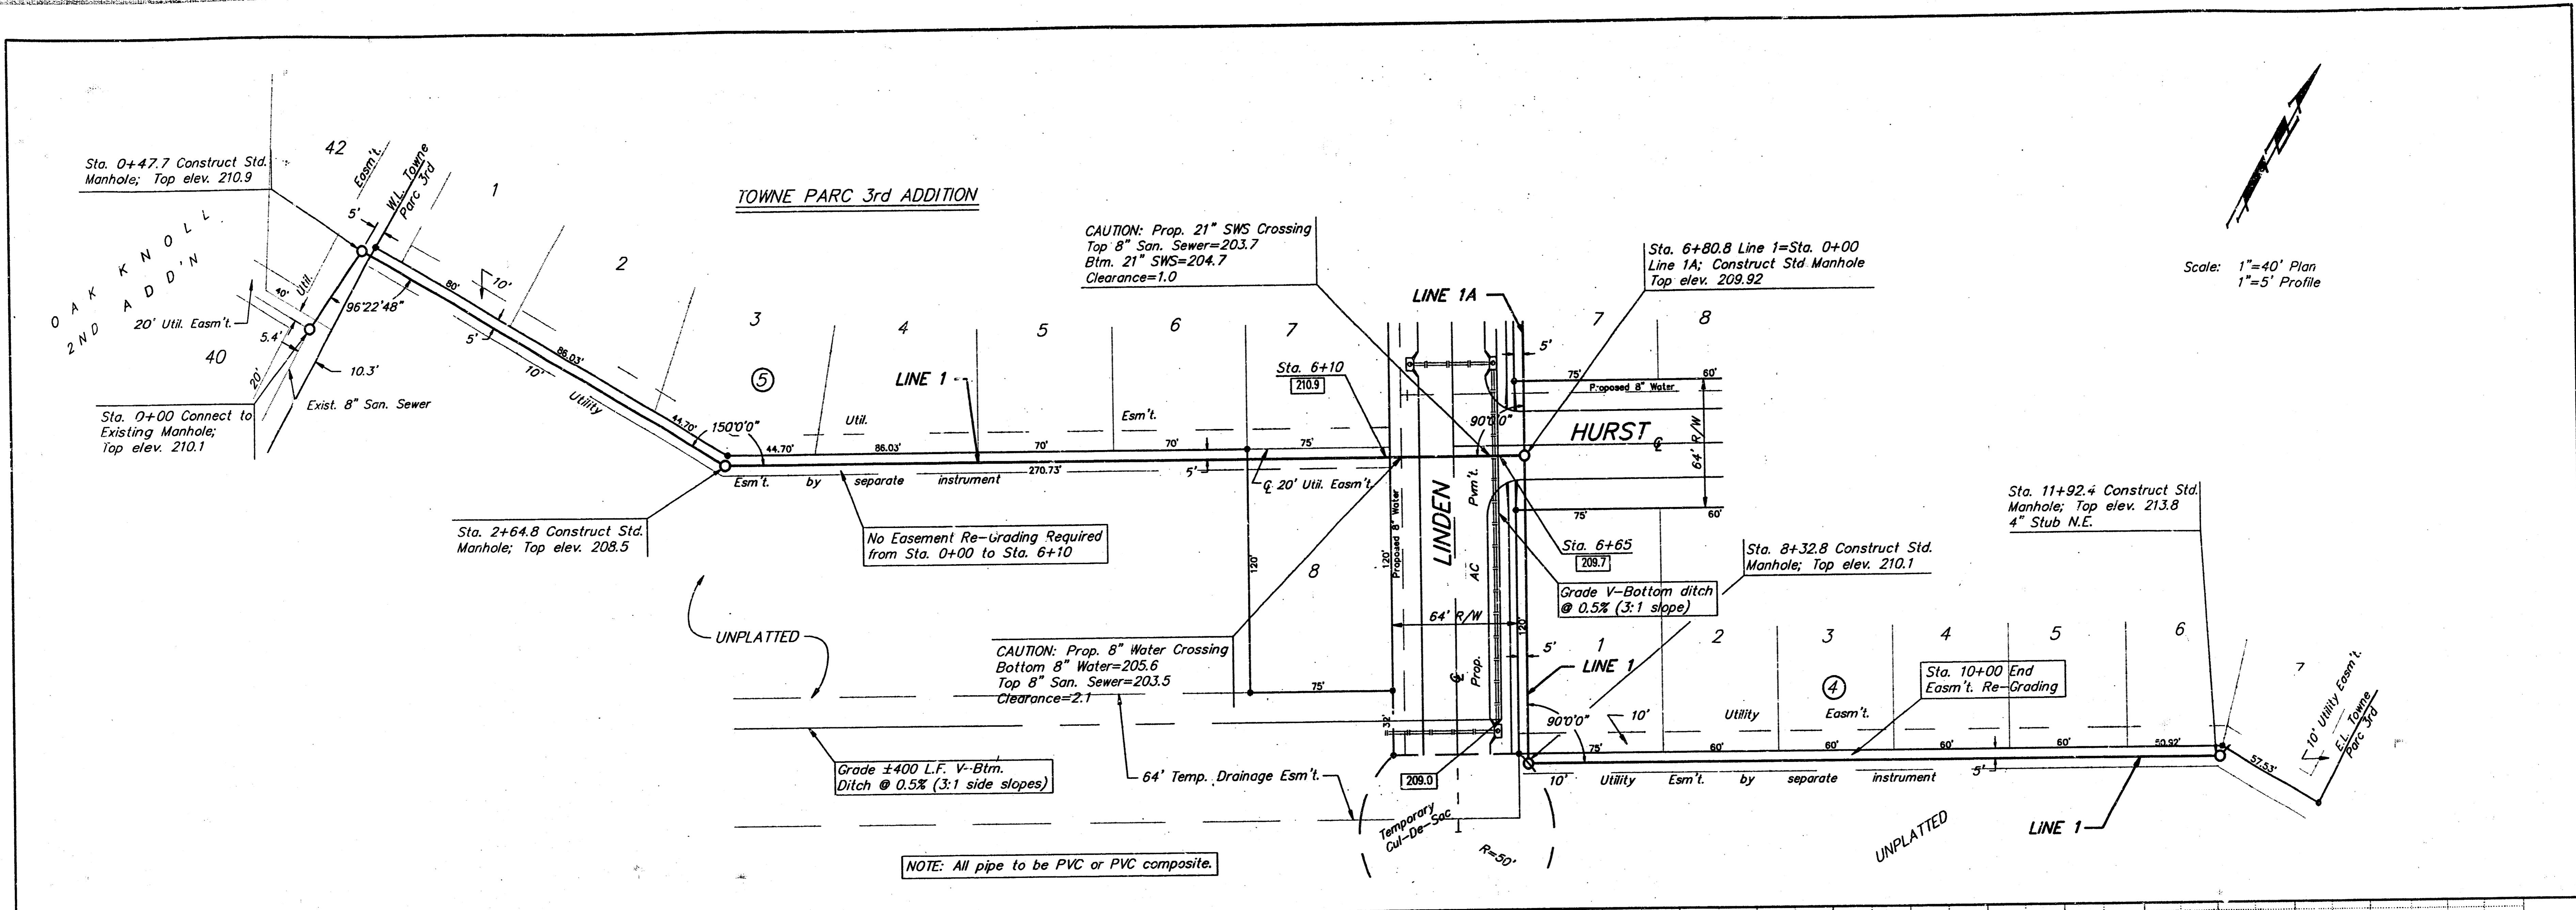 TOWNE PARC 3rd ADDITION
Sta. 0+47.7 Construct Std.
Manhole; Top elev. 210.9
42
Easm't.
W.L. Towne
Parc 3rd
5'
1
2
OAK KNOLL
2ND ADD'N
Util.
40'
96°22'48"
20' Util. Easm't.
5.4'
40
20'
10.3'
Exist. 8" San. Sewer
Sta. 0+00 Connect to
Existing Manhole;
Top elev. 210.1
80'
10'
5'
86.03'
10'
Utility
44.70'
150°0'0"
3
4
5
6
7
5
LINE 1
Util.
Esm't.
44.70'
86.03'
70'
70'
75'
270.73'
5'
Esm't. by separate instrument
℄ 20' Util. Easm't.
Sta. 2+64.8 Construct Std.
Manhole; Top elev. 208.5
No Easement Re-Grading Required
from Sta. 0+00 to Sta. 6+10
UNPLATTED
120'
8
120'
75'
32'
CAUTION: Prop. 21" SWS Crossing
Top 8" San. Sewer=203.7
Btm. 21" SWS=204.7
Clearance=1.0
Sta. 6+10
210.9
LINE 1A
Sta. 6+80.8 Line 1=Sta. 0+00
Line 1A; Construct Std Manhole
Top elev. 209.92
Scale: 1"=40' Plan
1"=5' Profile
7
8
5'
75'
60'
Proposed 8" Water
90°0'0"
HURST ℄
64' R/W
75'
60'
LINDEN
Proposed 8" Water
Prop. AC Pvm't.
℄
64' R/W
Sta. 6+65
209.7
Grade V-Bottom ditch
@ 0.5% (3:1 slope)
Sta. 8+32.8 Construct Std.
Manhole; Top elev. 210.1
Sta. 11+92.4 Construct Std.
Manhole; Top elev. 213.8
4" Stub N.E.
120'
5'
1
2
3
4
5
6
7
LINE 1
4
Sta. 10+00 End
Easm't. Re-Grading
90°0'0"
10'
Utility
Easm't.
75'
60'
60'
60'
60'
50.92'
10' Utility Esm't. by separate instrument
5'
57.53'
10' Utility Easm't.
E.L. Towne
Parc 3rd
LINE 1
UNPLATTED
CAUTION: Prop. 8" Water Crossing
Bottom 8" Water=205.6
Top 8" San. Sewer=203.5
Clearance=2.1
Grade ±400 L.F. V-Btm.
Ditch @ 0.5% (3:1 side slopes)
64' Temp. Drainage Esm't.
209.0
Temporary
Cul-De-Sac
R=50'
NOTE: All pipe to be PVC or PVC composite.